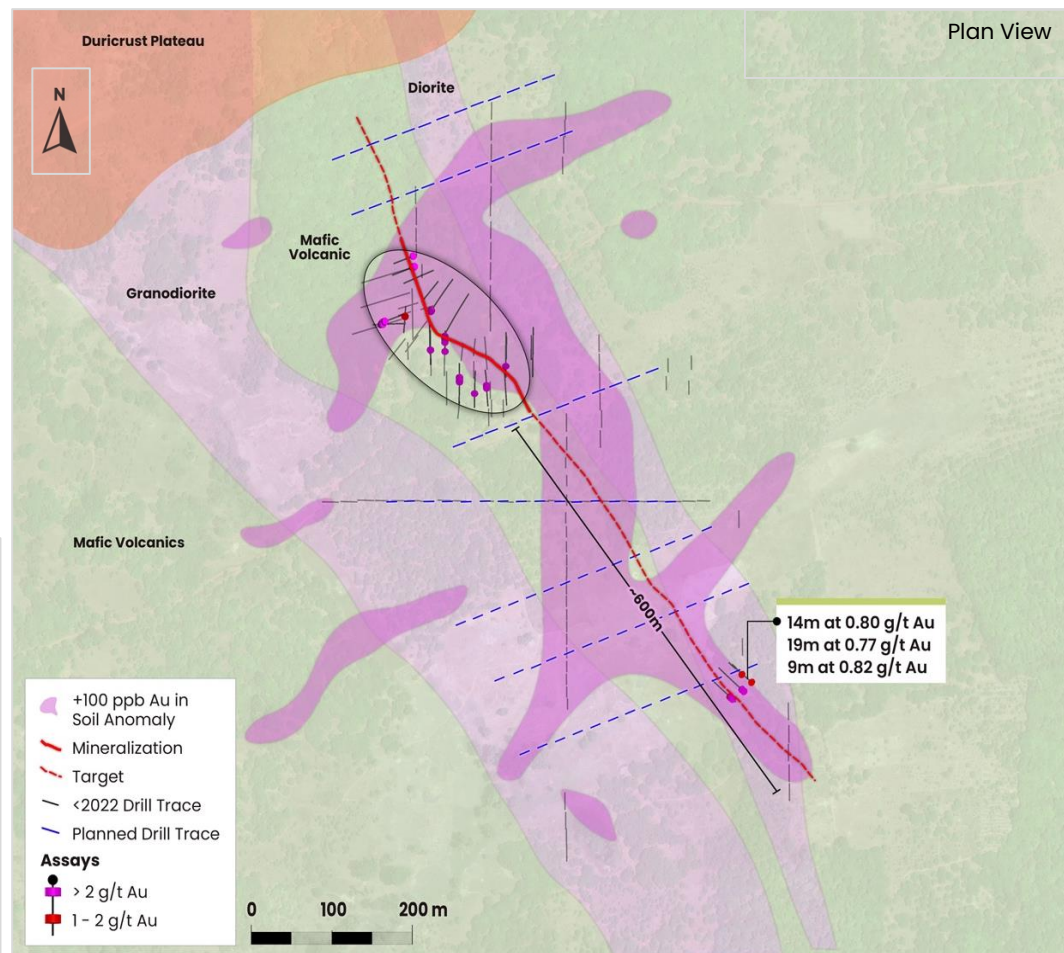 Plan View
Duricrust Plateau
N
Diorite
Mafic
Volcanic
Granodiorite
Mafic Volcanics
~600m
14m at 0.80 g/t Au
19m at 0.77 g/t Au
9m at 0.82 g/t Au
+100 ppb Au in
Soil Anomaly
Mineralization
Target
<2022 Drill Trace
Planned Drill Trace
Assays
> 2 g/t Au
1 - 2 g/t Au
0 100 200 m